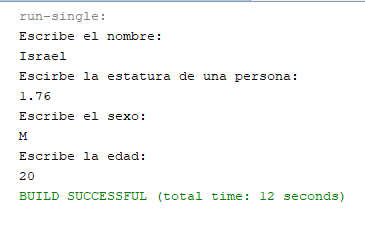 run-single:
Escribe el nombre:
Israel
Escirbe la estatura de una persona:
1.76
Escribe el sexo:
M
Escribe la edad:
20
BUILD SUCCESSFUL (total time: 12 seconds)